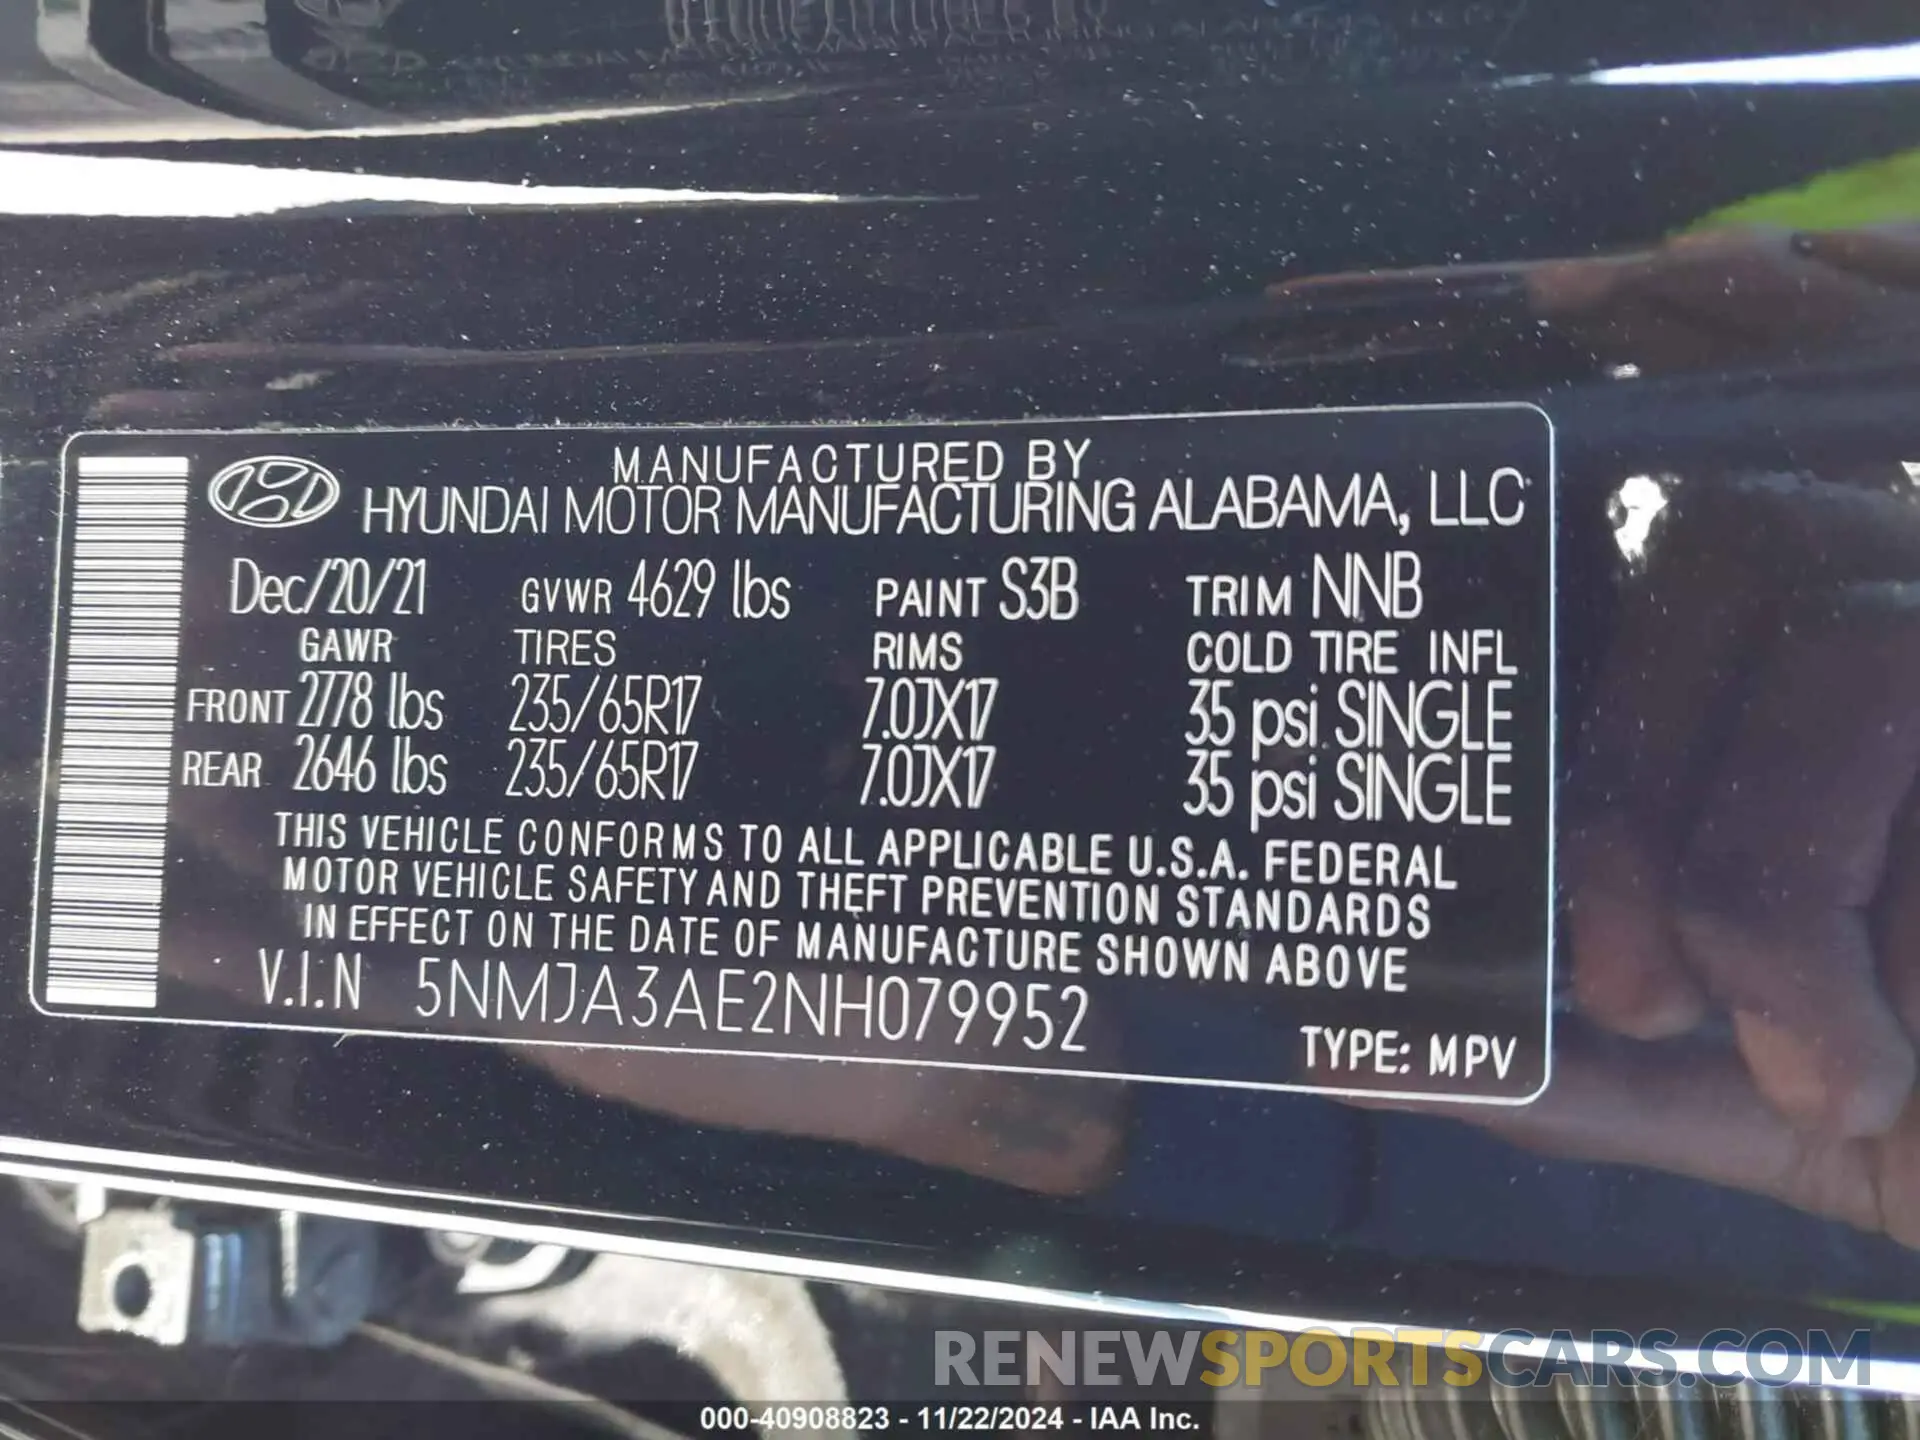 MANUFACTURED BY
HYUNDAI MOTOR MANUFACTURING ALABAMA, LLC
Dec/20/21 GVWR 4629 lbs PAINT S3B TRIM NNB
GAWR TIRES RIMS COLD TIRE INFL
FRONT 2778 lbs 235/65R17 7.0JX17 35 psi SINGLE
REAR 2646 lbs 235/65R17 7.0JX17 35 psi SINGLE
THIS VEHICLE CONFORMS TO ALL APPLICABLE U.S.A. FEDERAL
MOTOR VEHICLE SAFETY AND THEFT PREVENTION STANDARDS
IN EFFECT ON THE DATE OF MANUFACTURE SHOWN ABOVE
V.I.N 5NMJA3AE2NH079952
TYPE: MPV
RENEWSPORTSCARS.COM
000-40908823 - 11/22/2024 - IAA Inc.